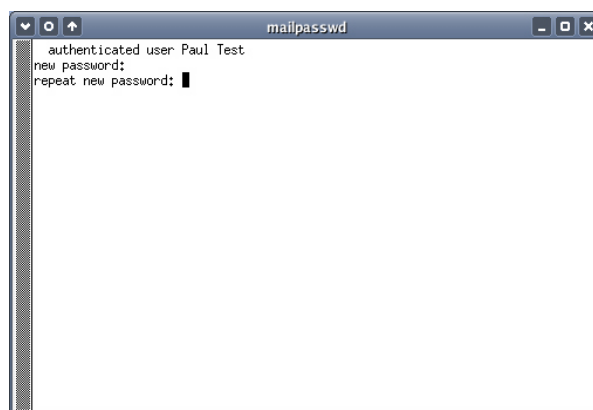 mailpasswd
authenticated user Paul Test
new password:
repeat new password: